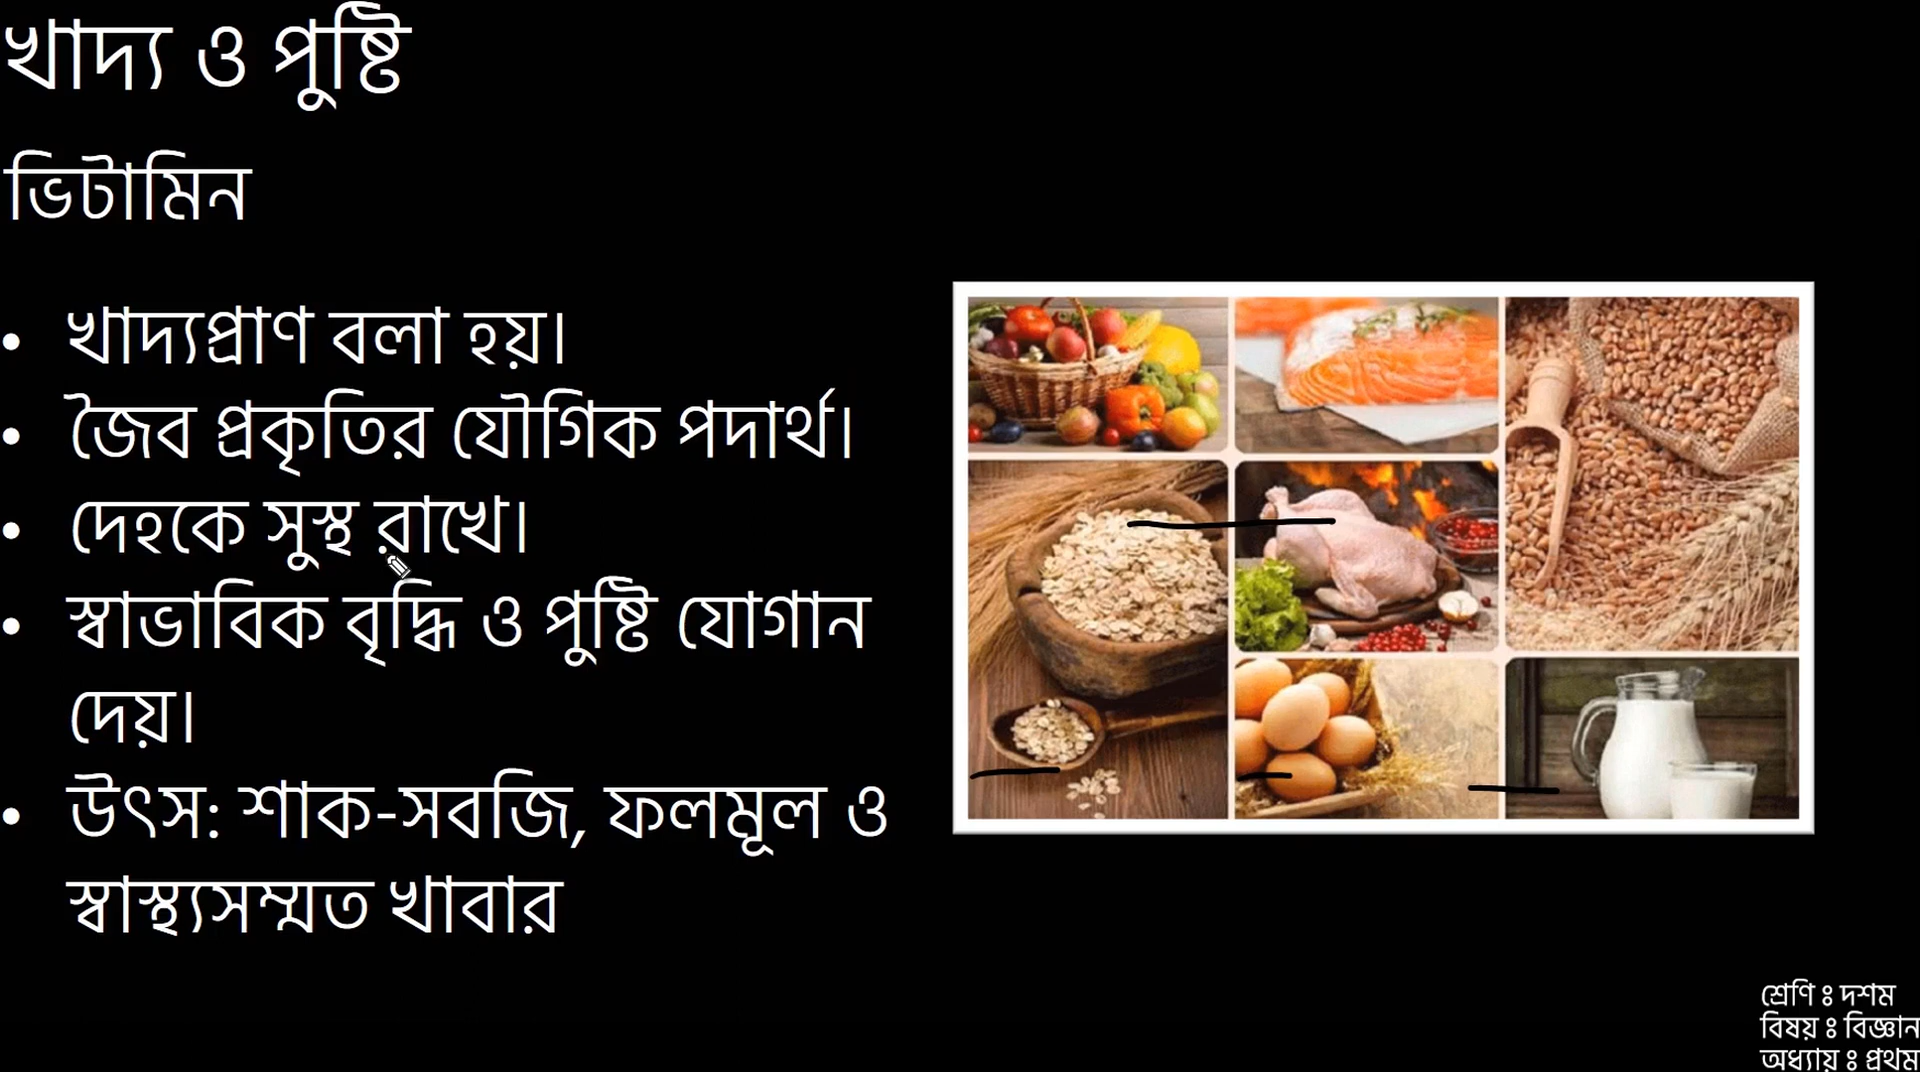 খাদ্য ও পুষ্টি
ভিটামিন
• খাদ্যপ্রাণ বলা হয়।
• জৈব প্রকৃতির যৌগিক পদার্থ।
• দেহকে সুস্থ রাখে।
• স্বাভাবিক বৃদ্ধি ও পুষ্টি যোগান
দেয়।
• উৎস: শাক-সবজি, ফলমূল ও
স্বাস্থ্যসম্মত খাবার
শ্রেণি ঃ দশম
বিষয় ঃ বিজ্ঞান
অধ্যায় ঃ প্রথম